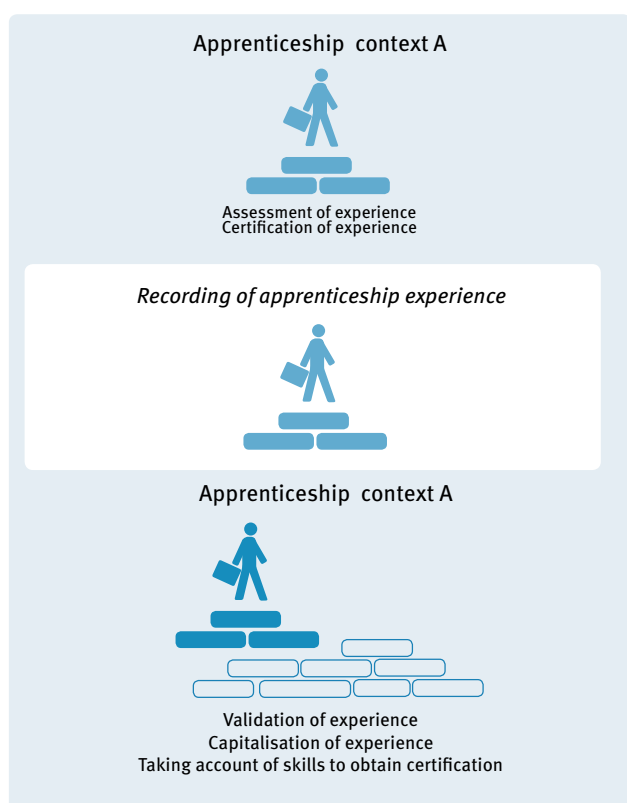 Apprenticeship context A
Assessment of experience
Certification of experience
Recording of apprenticeship experience
Apprenticeship context A
Validation of experience
Capitalisation of experience
Taking account of skills to obtain certification